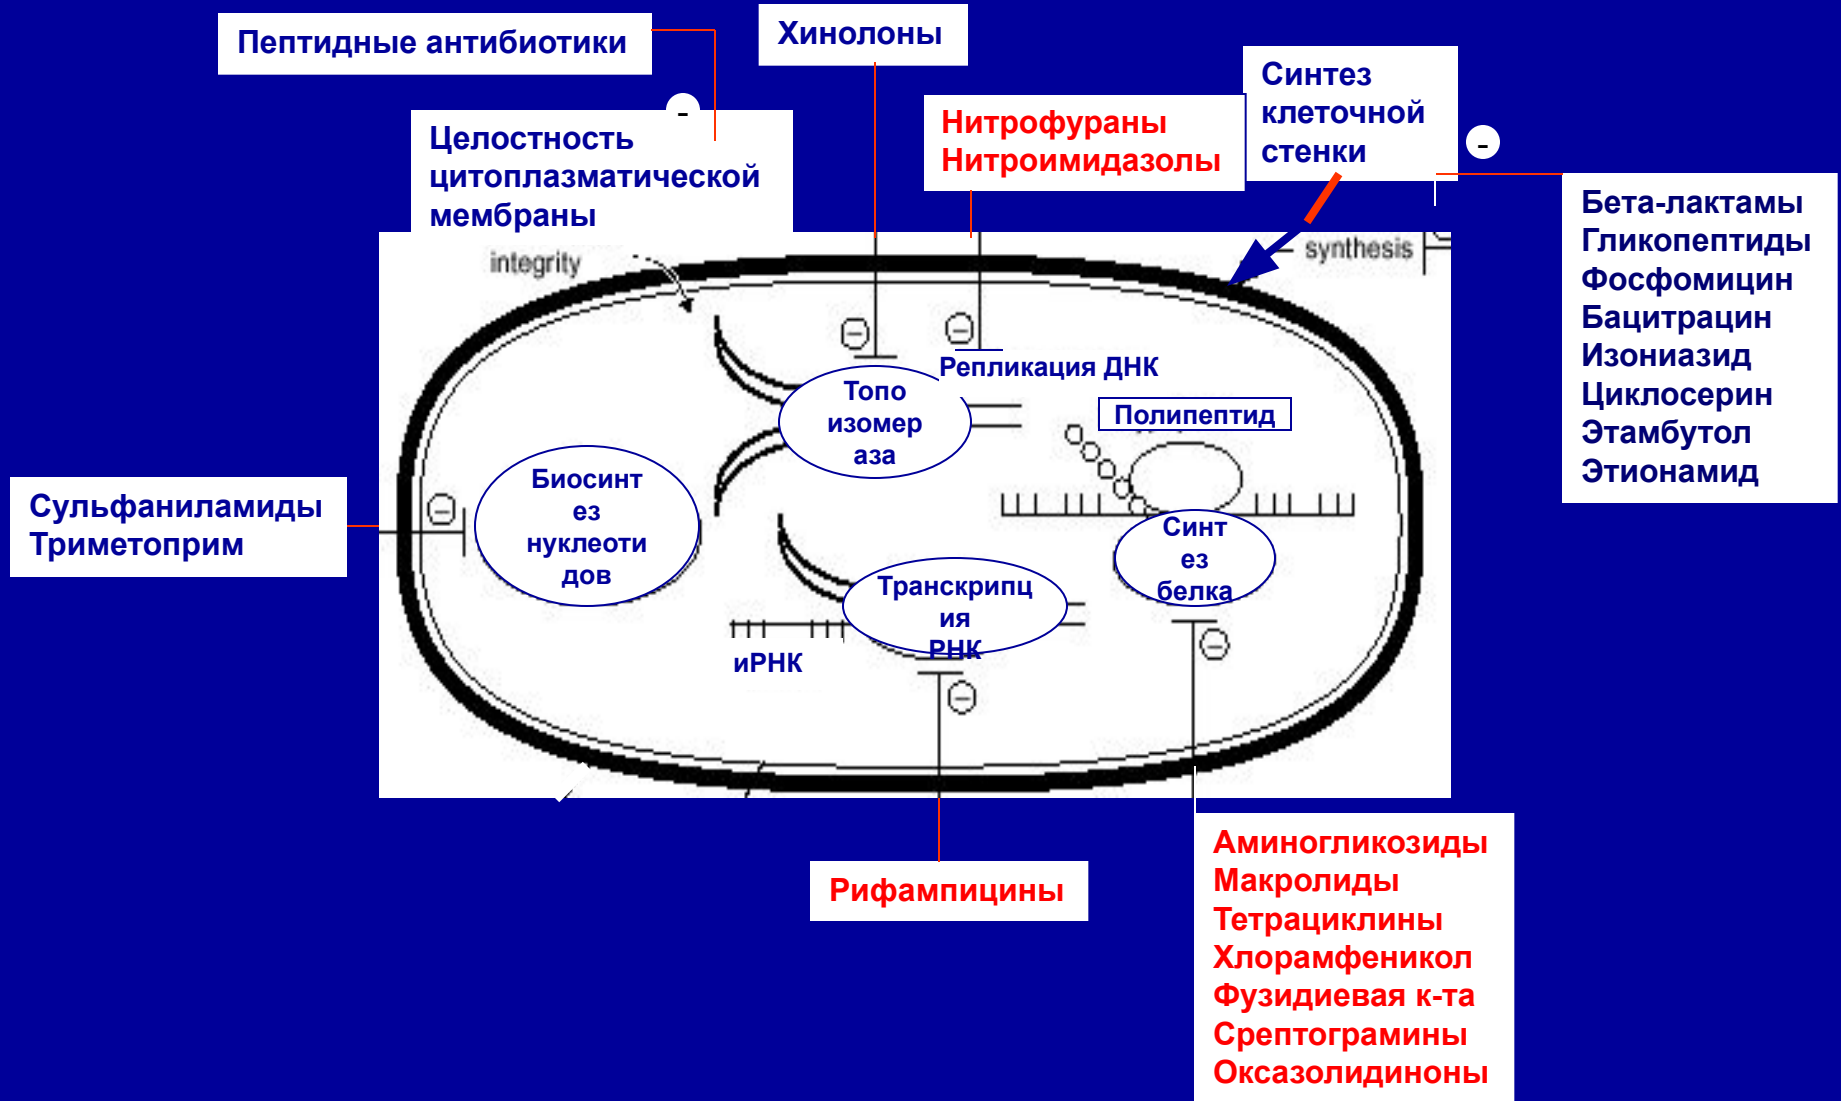 Пептидные антибиотики
Хинолоны
Синтез
клеточной
стенки
-
Целостность
цитоплазматической
мембраны
Нитрофураны
Нитроимидазолы
-
Бета-лактамы
Гликопептиды
Фосфомицин
Бацитрацин
Изониазид
Циклосерин
Этамбутол
Этионамид
integrity
synthesis
Репликация ДНК
Топо
изомер
аза
Полипептид
Биосинт
ез
нуклеоти
дов
Сульфаниламиды
Триметоприм
Синт
ез
белка
Транскрипц
ия
РНК
иРНК
Рифампицины
Аминогликозиды
Макролиды
Тетрациклины
Хлорамфеникол
Фузидиевая к-та
Срептограмины
Оксазолидиноны